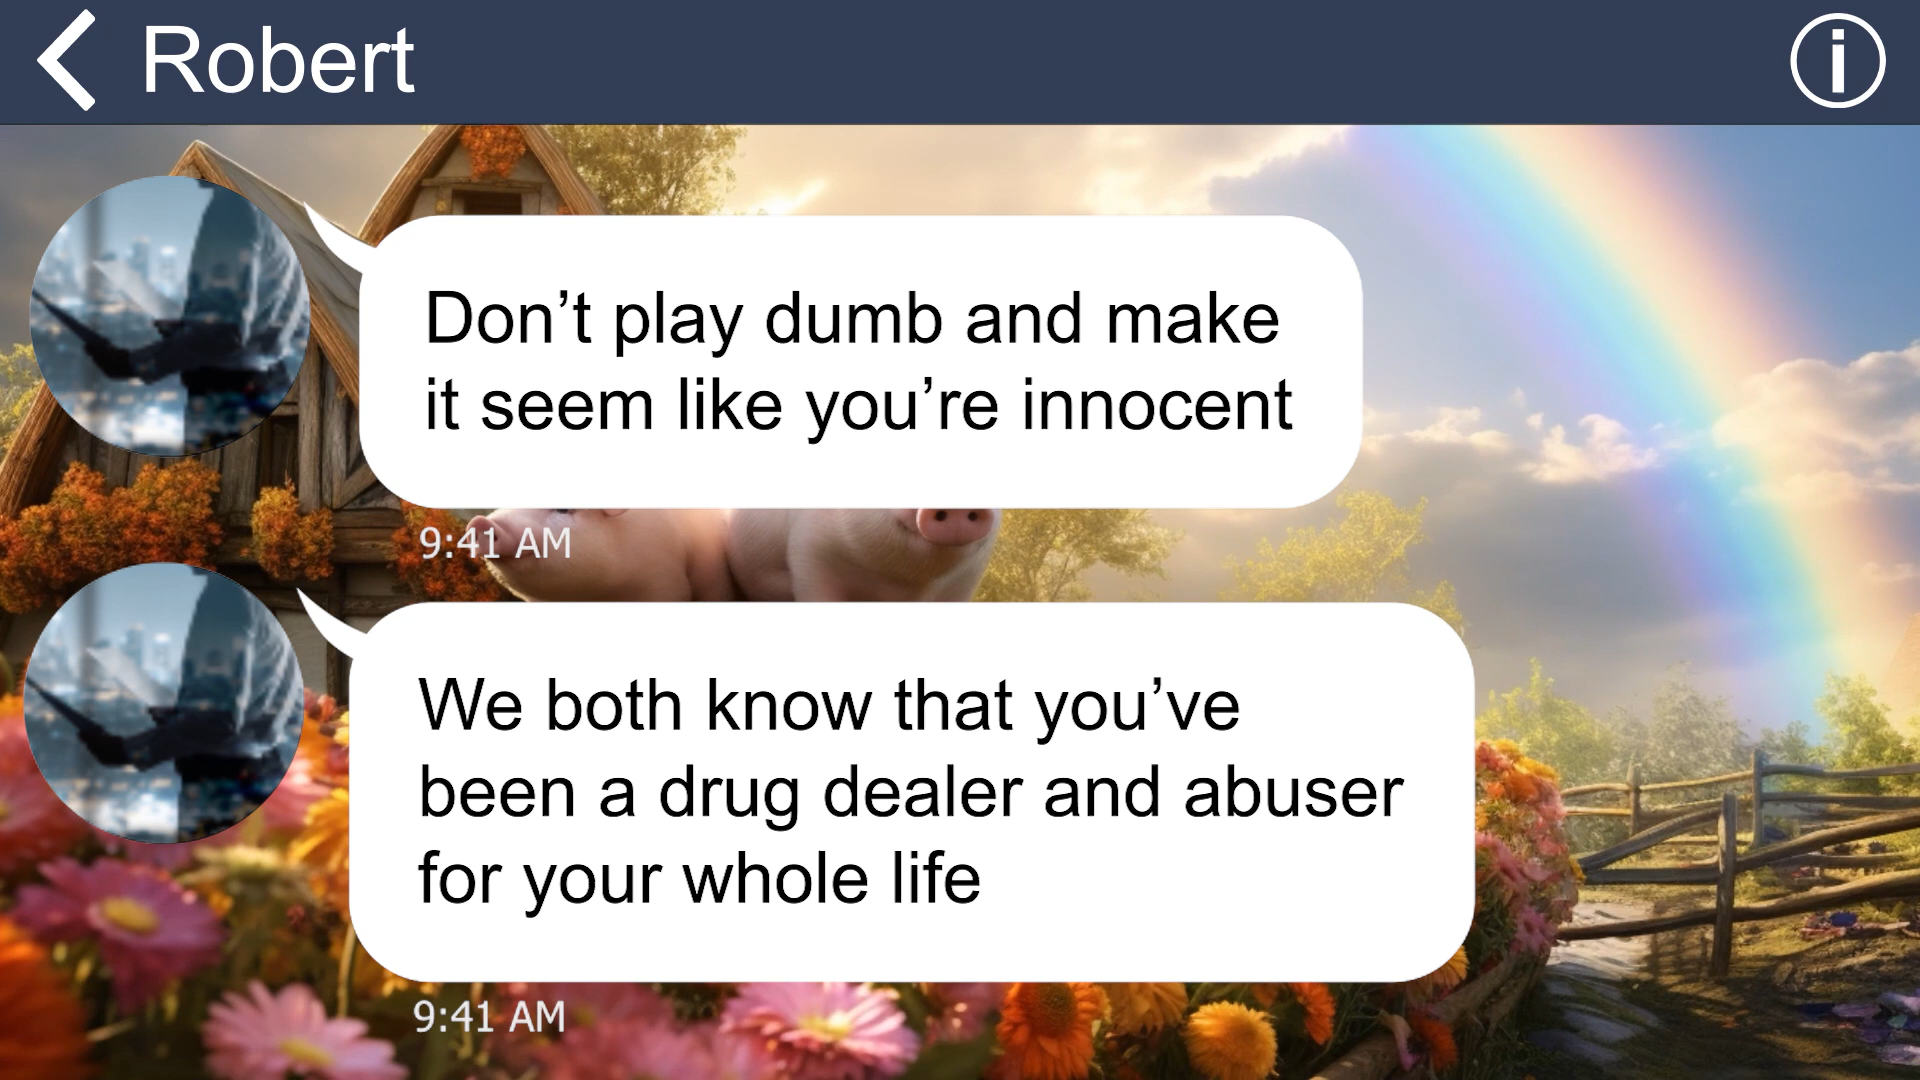 Robert
Don’t play dumb and make
it seem like you’re innocent
9:41 AM
We both know that you’ve
been a drug dealer and abuser
for your whole life
9:41 AM